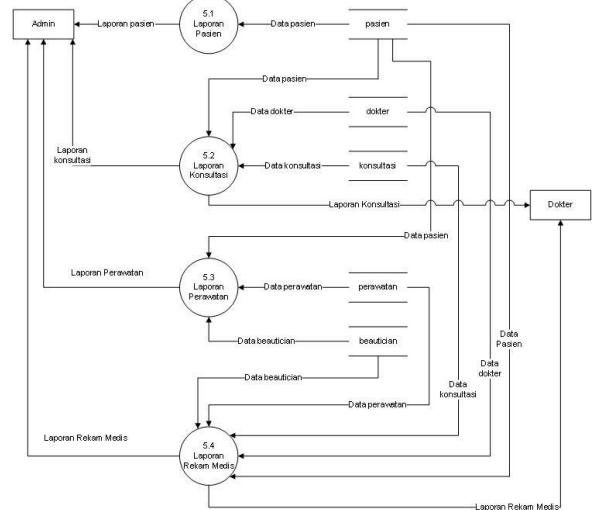 Admin
Laporan pasien
5.1
Laporan
Pasien
Data pasien
pasien
Data pasien
Data dokter
dokter
Laporan
konsultasi
5.2
Laporan
Konsultasi
Data konsultasi
konsultasi
Laporan Konsultasi
Dokter
Data pasien
Laporan Perawatan
5.3
Laporan
Perawatan
Data perawatan
perawatan
Data beautician
beautician
Data
Pasien
Data
dokter
Data beautician
Data
konsultasi
Data perawatan
Laporan Rekam Medis
5.4
Laporan
Rekam Medis
Laporan Rekam Medis